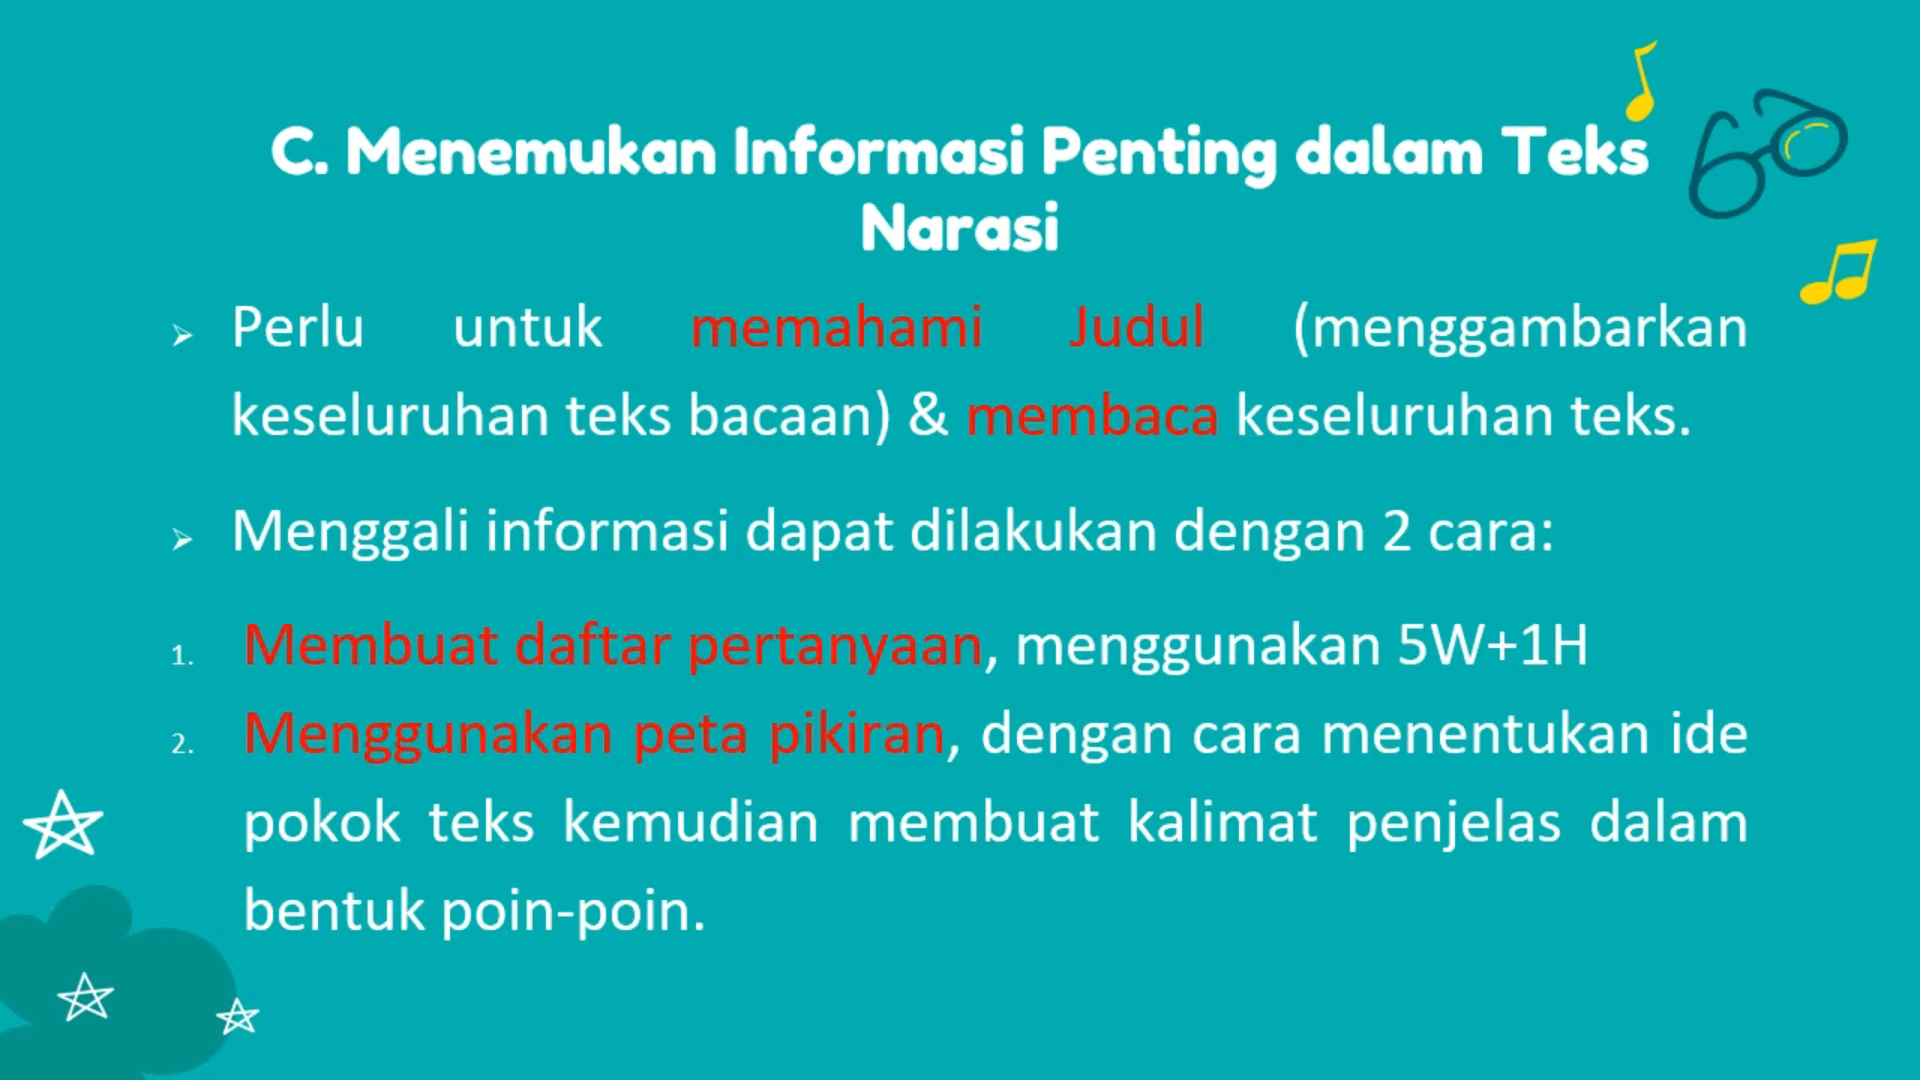 C. Menemukan Informasi Penting dalam Teks
Narasi
➢ Perlu untuk memahami Judul (menggambarkan
keseluruhan teks bacaan) & membaca keseluruhan teks.
➢ Menggali informasi dapat dilakukan dengan 2 cara:
1. Membuat daftar pertanyaan, menggunakan 5W+1H
2. Menggunakan peta pikiran, dengan cara menentukan ide
pokok teks kemudian membuat kalimat penjelas dalam
bentuk poin-poin.